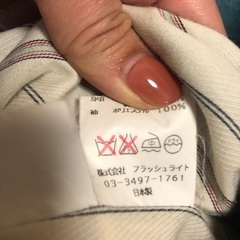 袖 ポリエステル 100%
株式会社 フラッシュライト
03-3497-1761
日本製